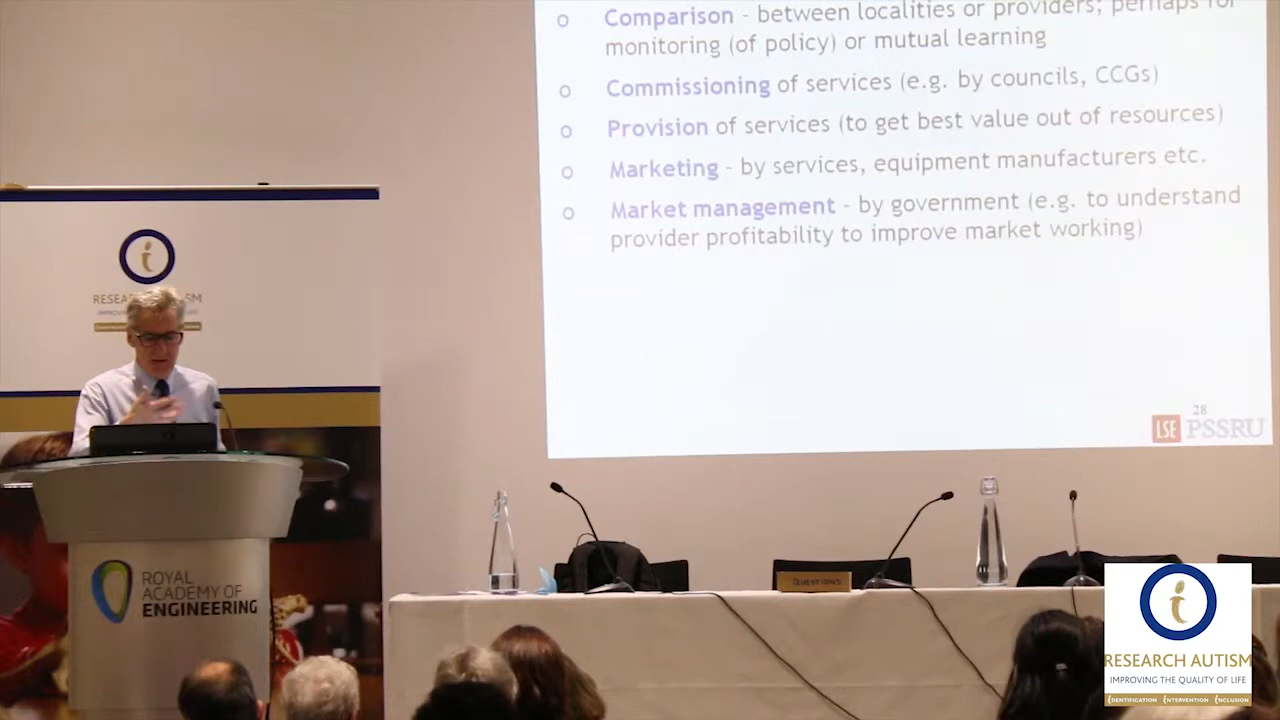 o Comparison - between localities or providers; perhaps for
monitoring (of policy) or mutual learning
o Commissioning of services (e.g. by councils, CCGs)
o Provision of services (to get best value out of resources)
o Marketing - by services, equipment manufacturers etc.
o Market management - by government (e.g. to understand
provider profitability to improve market working)
28
LSE PSSRU
ROYAL
ACADEMY OF
ENGINEERING
QUESTIONS
RESEARCH AUTISM
IMPROVING THE QUALITY OF LIFE
IDENTIFICATION INTERVENTION INCLUSION